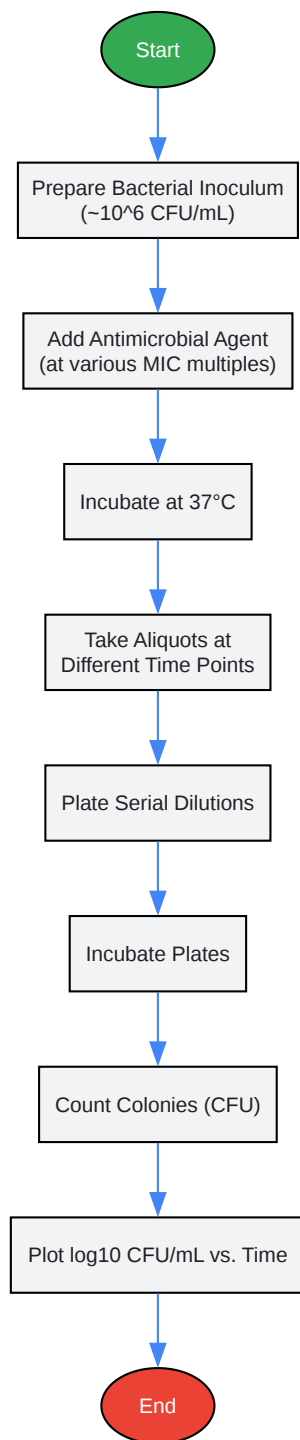 Start
Prepare Bacterial Inoculum
(~10^6 CFU/mL)
Add Antimicrobial Agent
(at various MIC multiples)
Incubate at 37°C
Take Aliquots at
Different Time Points
Plate Serial Dilutions
Incubate Plates
Count Colonies (CFU)
Plot log10 CFU/mL vs. Time
End